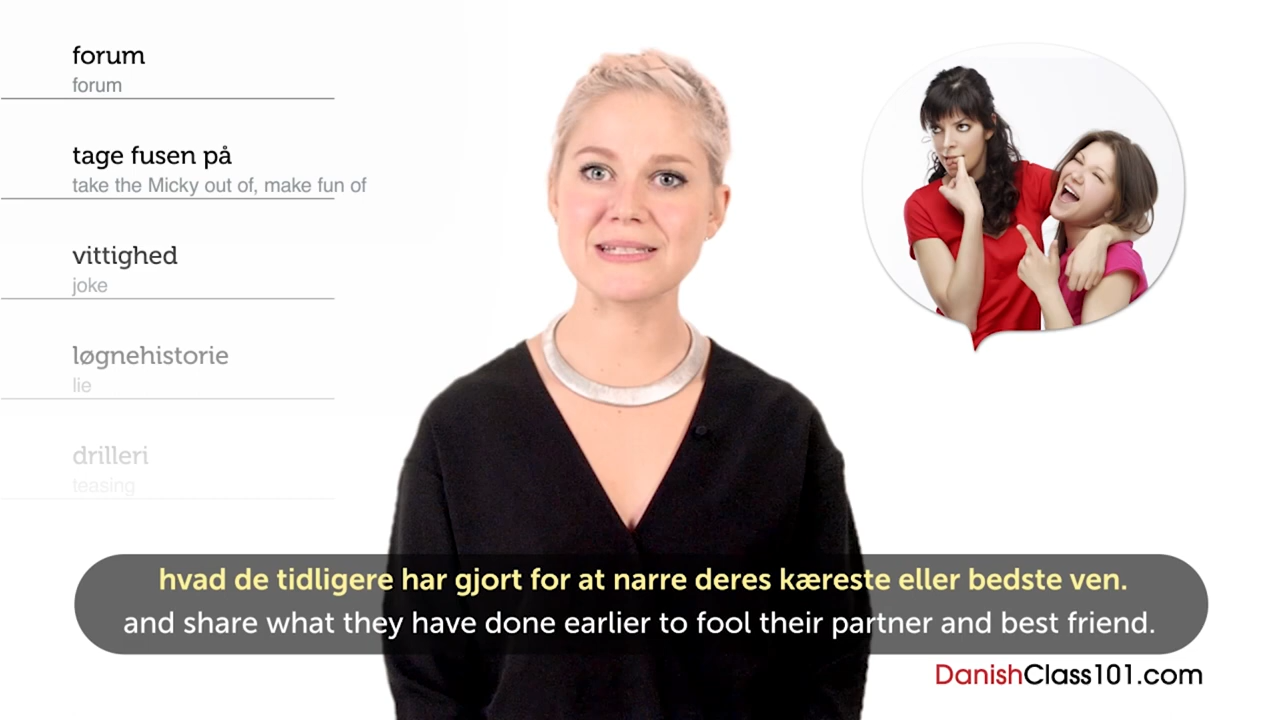 forum
forum
tage fusen på
take the Micky out of, make fun of
vittighed
joke
løgnehistorie
lie
drilleri
teasing
hvad de tidligere har gjort for at narre deres kæreste eller bedste ven.
and share what they have done earlier to fool their partner and best friend.
DanishClass101.com